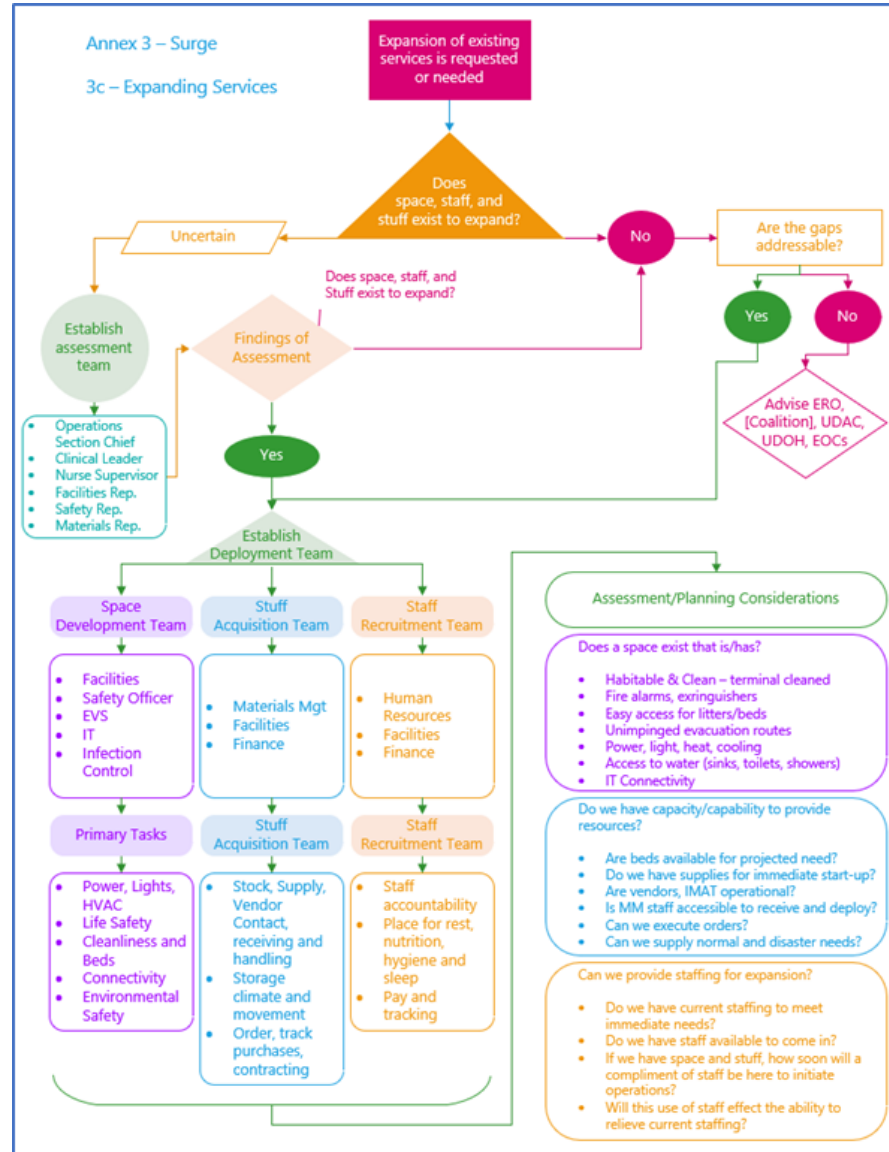 Annex 3 – Surge
3c – Expanding Services
Expansion of existing
services is requested
or needed
Does
space, staff, and
stuff exist to expand?
Uncertain
No
Are the gaps
addressable?
Does space, staff, and
Stuff exist to expand?
Establish
assessment
team
Findings of
Assessment
Yes
No
Advise ERO,
[Coalition], UDAC,
UDOH, EOCs
• Operations
Section Chief
• Clinical Leader
• Nurse Supervisor
• Facilities Rep.
• Safety Rep.
• Materials Rep.
Yes
Establish
Deployment Team
Space
Development Team
Stuff
Acquisition Team
Staff
Recruitment Team
• Facilities
• Safety Officer
• EVS
• IT
• Infection
Control
• Materials Mgt
• Facilities
• Finance
• Human
Resources
• Facilities
• Finance
Primary Tasks
Stuff
Acquisition Team
Staff
Recruitment Team
• Power, Lights,
HVAC
• Life Safety
• Cleanliness and
Beds
• Connectivity
• Environmental
Safety
• Stock, Supply,
Vendor
Contact,
receiving and
handling
• Storage
climate and
movement
• Order, track
purchases,
contracting
• Staff
accountability
• Place for rest,
nutrition,
hygiene and
sleep
• Pay and
tracking
Assessment/Planning Considerations
Does a space exist that is/has?
• Habitable & Clean – terminal cleaned
• Fire alarms, exringuishers
• Easy access for litters/beds
• Unimpinged evacuation routes
• Power, light, heat, cooling
• Access to water (sinks, toilets, showers)
• IT Connectivity
Do we have capacity/capability to provide
resources?
• Are beds available for projected need?
• Do we have supplies for immediate start-up?
• Are vendors, IMAT operational?
• Is MM staff accessible to receive and deploy?
• Can we execute orders?
• Can we supply normal and disaster needs?
Can we provide staffing for expansion?
• Do we have current staffing to meet
immediate needs?
• Do we have staff available to come in?
• If we have space and stuff, how soon will a
compliment of staff be here to initiate
operations?
• Will this use of staff effect the ability to
relieve current staffing?